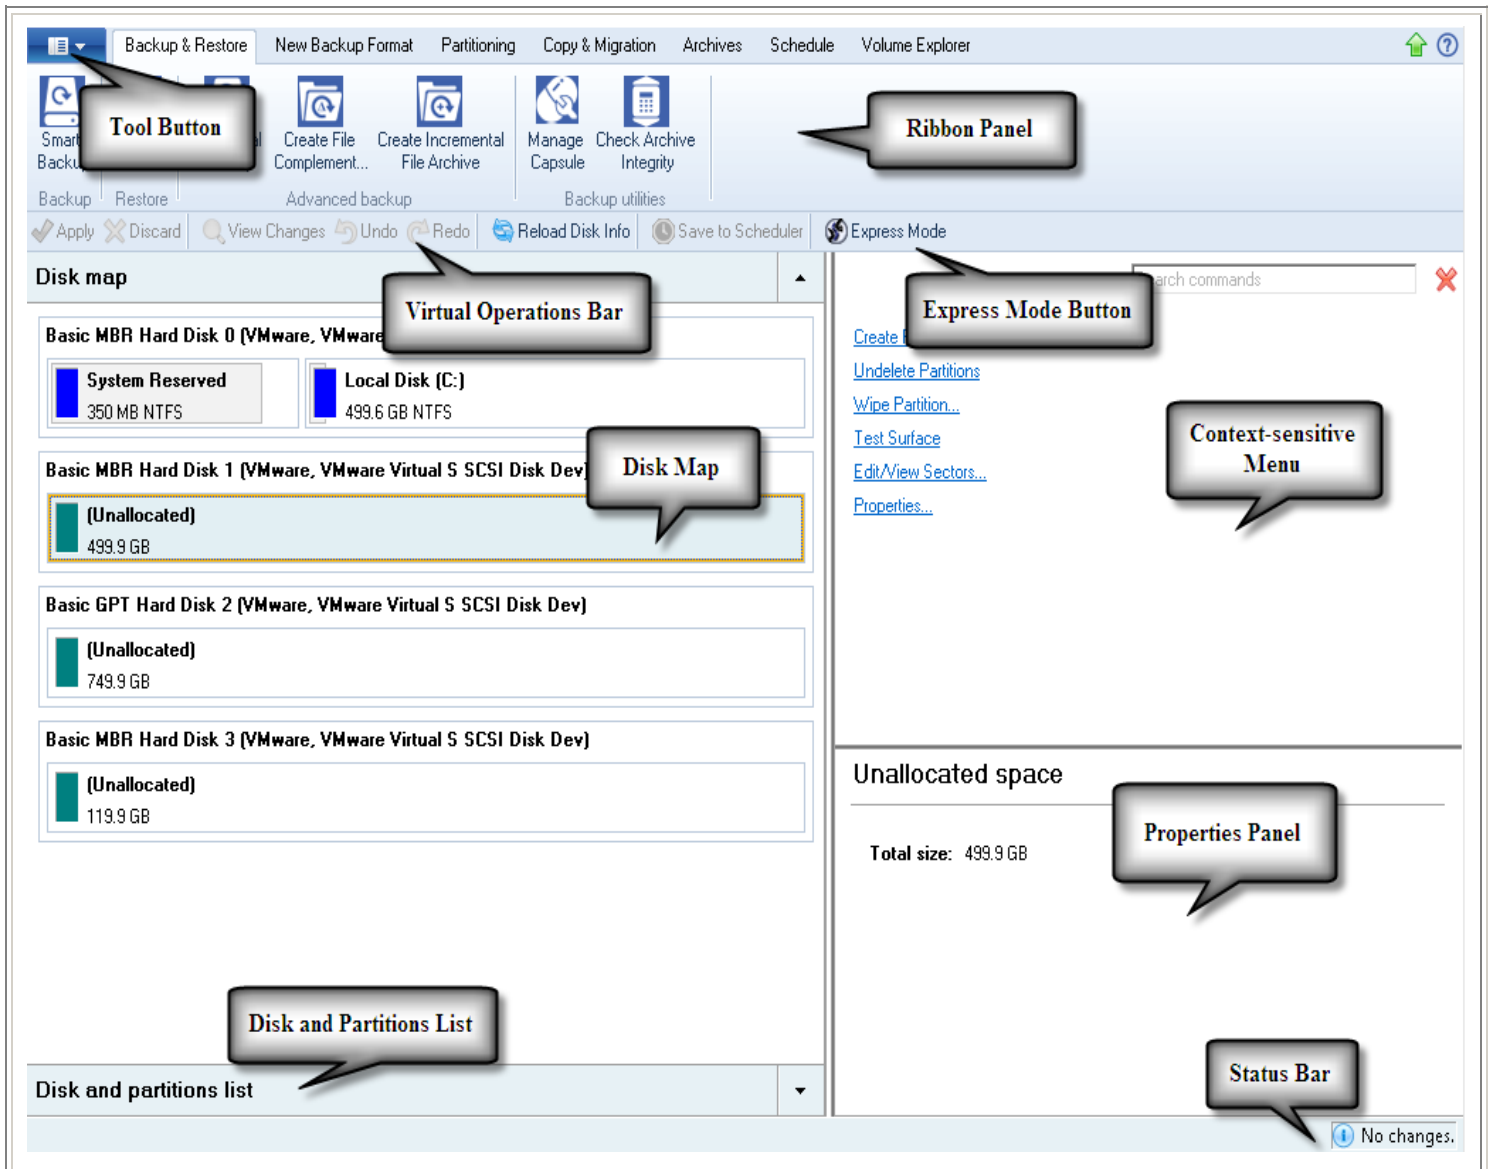 Backup & Restore New Backup Format Partitioning Copy & Migration Archives Schedule Volume Explorer
Tool Button
Ribbon Panel
Smart
Create File
Complement...
Create Incremental
File Archive
Manage
Capsule
Check Archive
Integrity
Backup Restore Advanced backup Backup utilities
Apply Discard View Changes Undo Redo Reload Disk Info Save to Scheduler Express Mode
Disk map
Virtual Operations Bar
Express Mode Button
commands
Basic MBR Hard Disk 0 (VMware, VMware
System Reserved
350 MB NTFS
Local Disk (C:)
499.6 GB NTFS
Basic MBR Hard Disk 1 (VMware, VMware Virtual S SCSI Disk Dev)
Disk Map
(Unallocated)
499.9 GB
Basic GPT Hard Disk 2 (VMware, VMware Virtual S SCSI Disk Dev)
(Unallocated)
749.9 GB
Basic MBR Hard Disk 3 (VMware, VMware Virtual S SCSI Disk Dev)
(Unallocated)
119.9 GB
Disk and Partitions List
Disk and partitions list
Create
Undelete Partitions
Wipe Partition...
Test Surface
Edit/View Sectors...
Properties...
Context-sensitive
Menu
Unallocated space
Total size: 499.9 GB
Properties Panel
Status Bar
No changes.